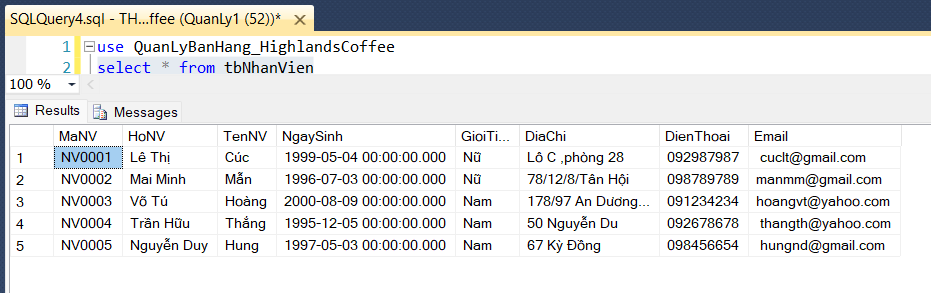 SQLQuery4.sql - TH...ffee (QuanLy1 (52))*
1 use QuanLyBanHang_HighlandsCoffee
2 select * from tbNhanVien
100 %
Results Messages
MaNV HoNV TenNV NgaySinh GioiTi... DiaChi DienThoai Email
1 NV0001 Lê Thị Cúc 1999-05-04 00:00:00.000 Nữ Lô C ,phòng 28 092987987 cuclt@gmail.com
2 NV0002 Mai Minh Mẫn 1996-07-03 00:00:00.000 Nữ 78/12/8/Tân Hội 098789789 manmm@gmail.com
3 NV0003 Võ Tú Hoàng 2000-08-09 00:00:00.000 Nam 178/97 An Dương... 091234234 hoangvt@yahoo.com
4 NV0004 Trần Hữu Thắng 1995-12-05 00:00:00.000 Nam 50 Nguyễn Du 092678678 thangth@yahoo.com
5 NV0005 Nguyễn Duy Hung 1997-05-03 00:00:00.000 Nam 67 Kỳ Đồng 098456654 hungnd@gmail.com